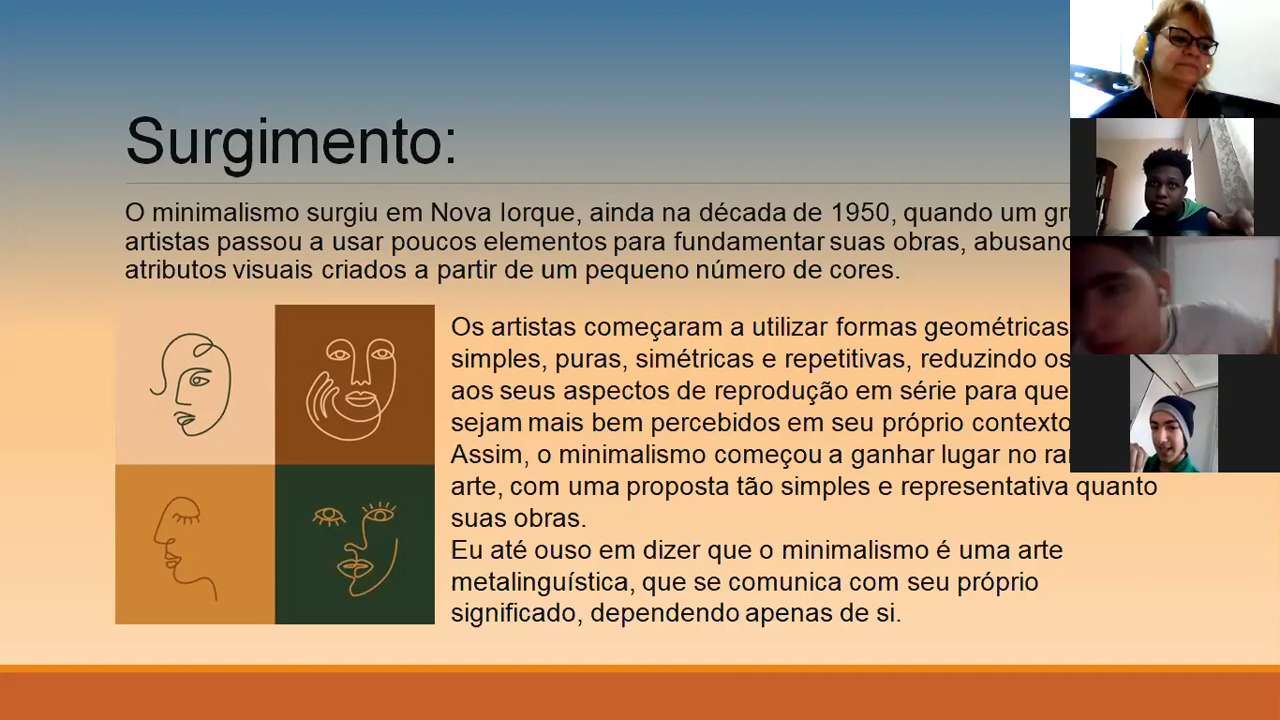 Surgimento:
O minimalismo surgiu em Nova Iorque, ainda na década de 1950, quando um
artistas passou a usar poucos elementos para fundamentar suas obras,
atributos visuais criados a partir de um pequeno número de cores.
Os artistas começaram a utilizar formas geométricas
simples, puras, simétricas e repetitivas, reduzindo os
aos seus aspectos de reprodução em série para que
sejam mais bem percebidos em seu próprio contexto
Assim, o minimalismo começou a ganhar lugar no
arte, com uma proposta tão simples e representativa quanto
suas obras.
Eu até ouso em dizer que o minimalismo é uma arte
metalinguística, que se comunica com seu próprio
significado, dependendo apenas de si.